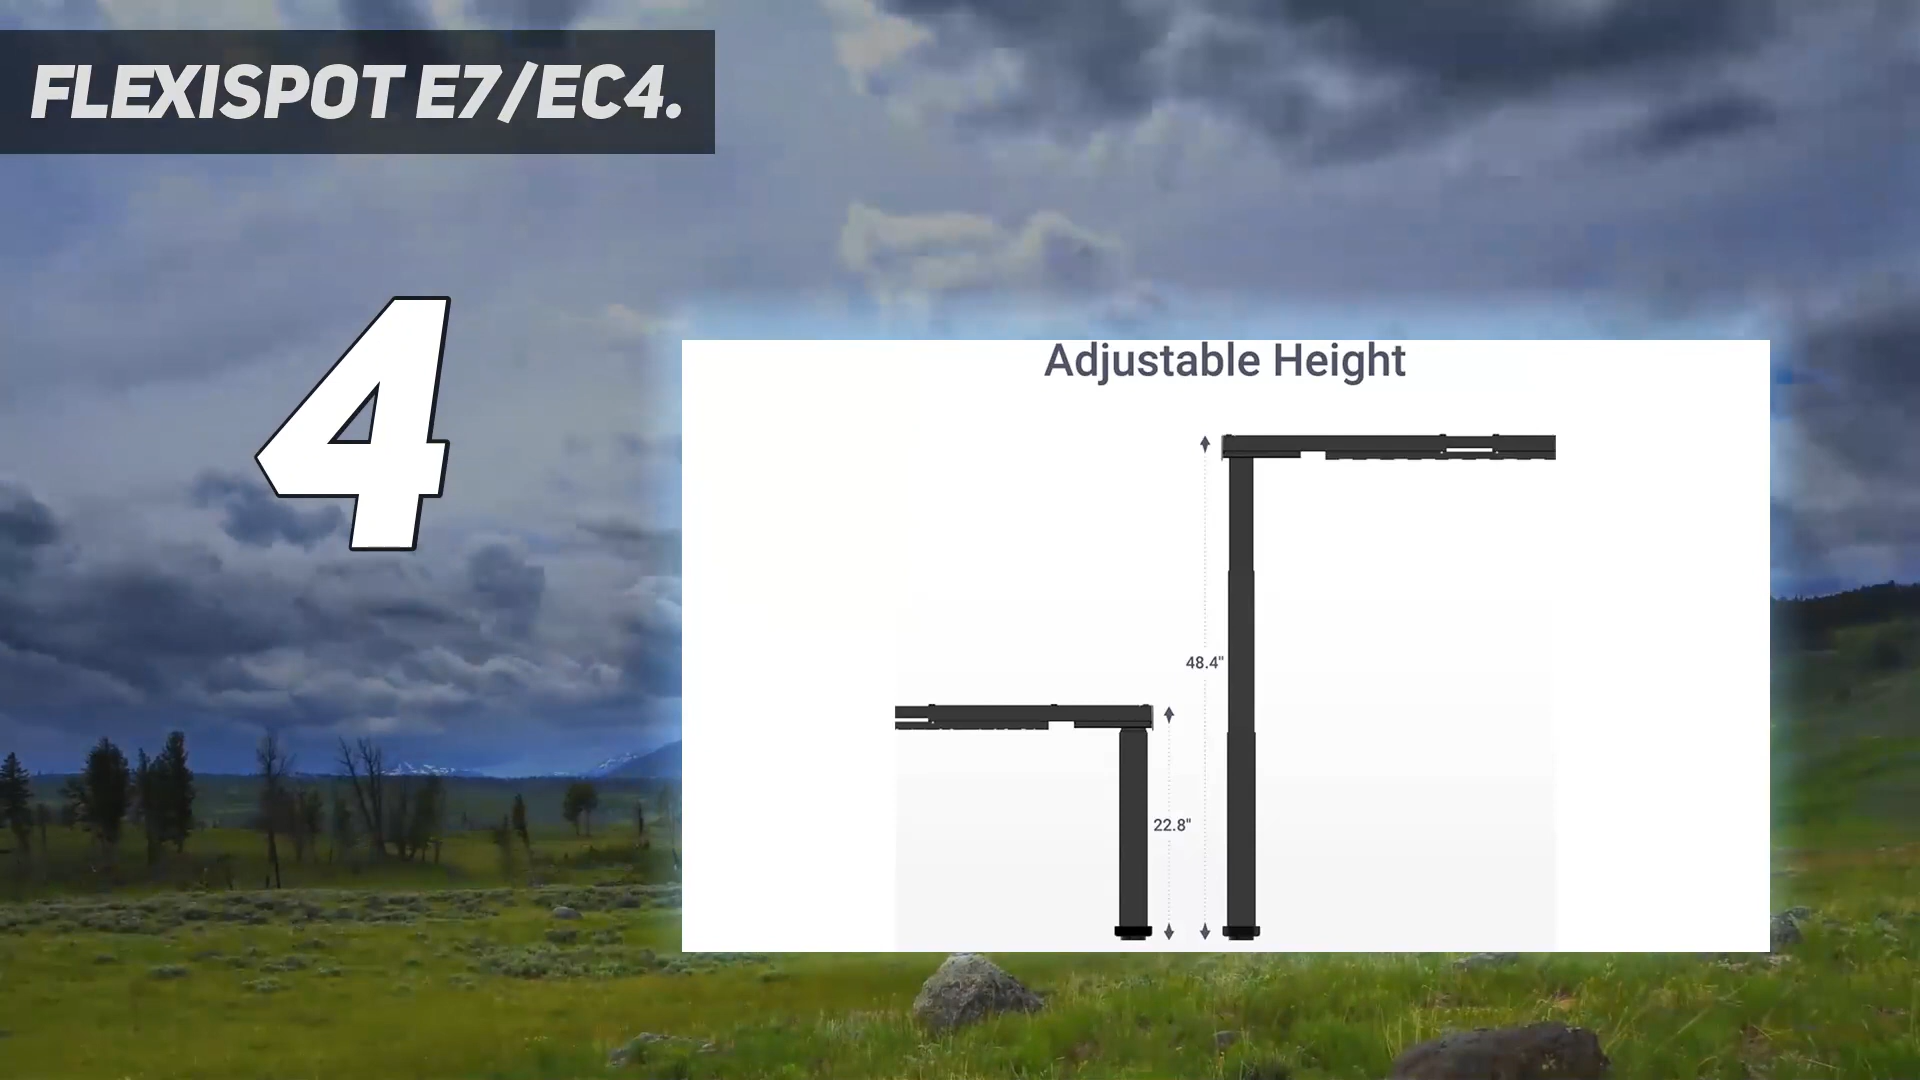 FLEXISPOT E7/EC4.
4
Adjustable Height
48.4"
22.8"